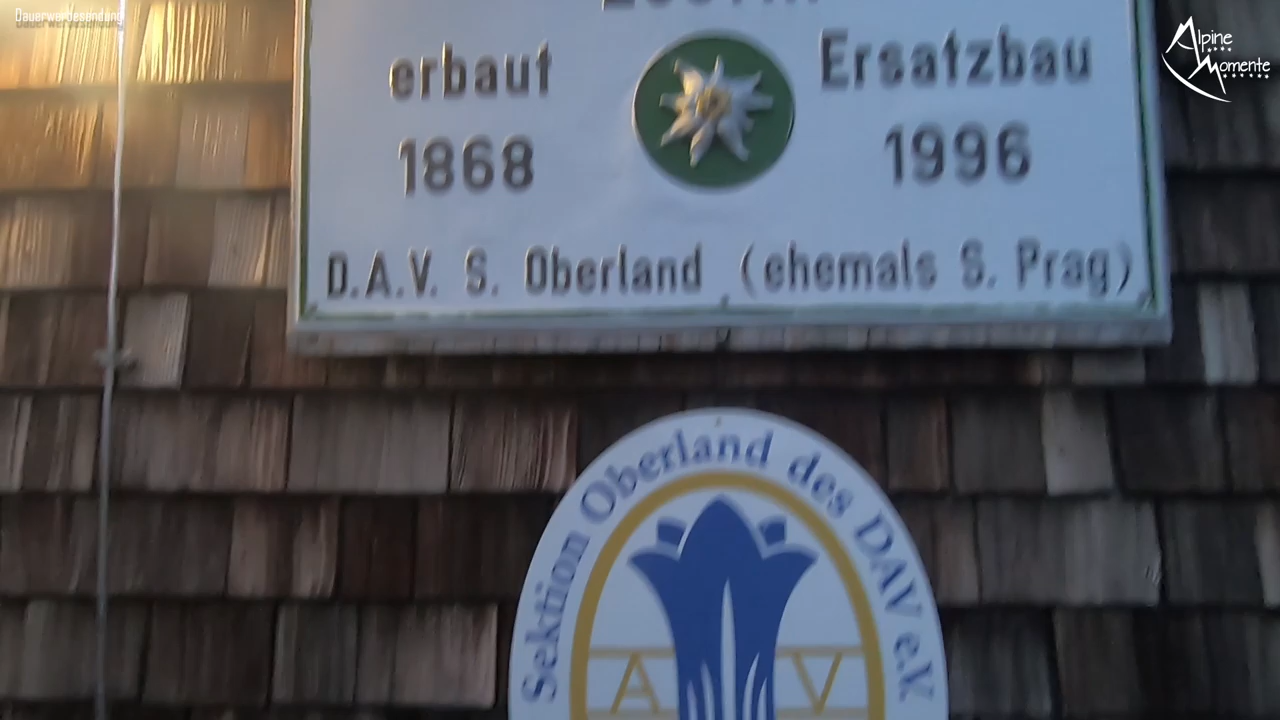 Dauerwerbesendung
Alpine
Momente
erbaut
Ersatzbau
1868
1996
D.A.V. S. Oberland (ehemals S. Prag)
Sektion Oberland des DAV e.V.
A V